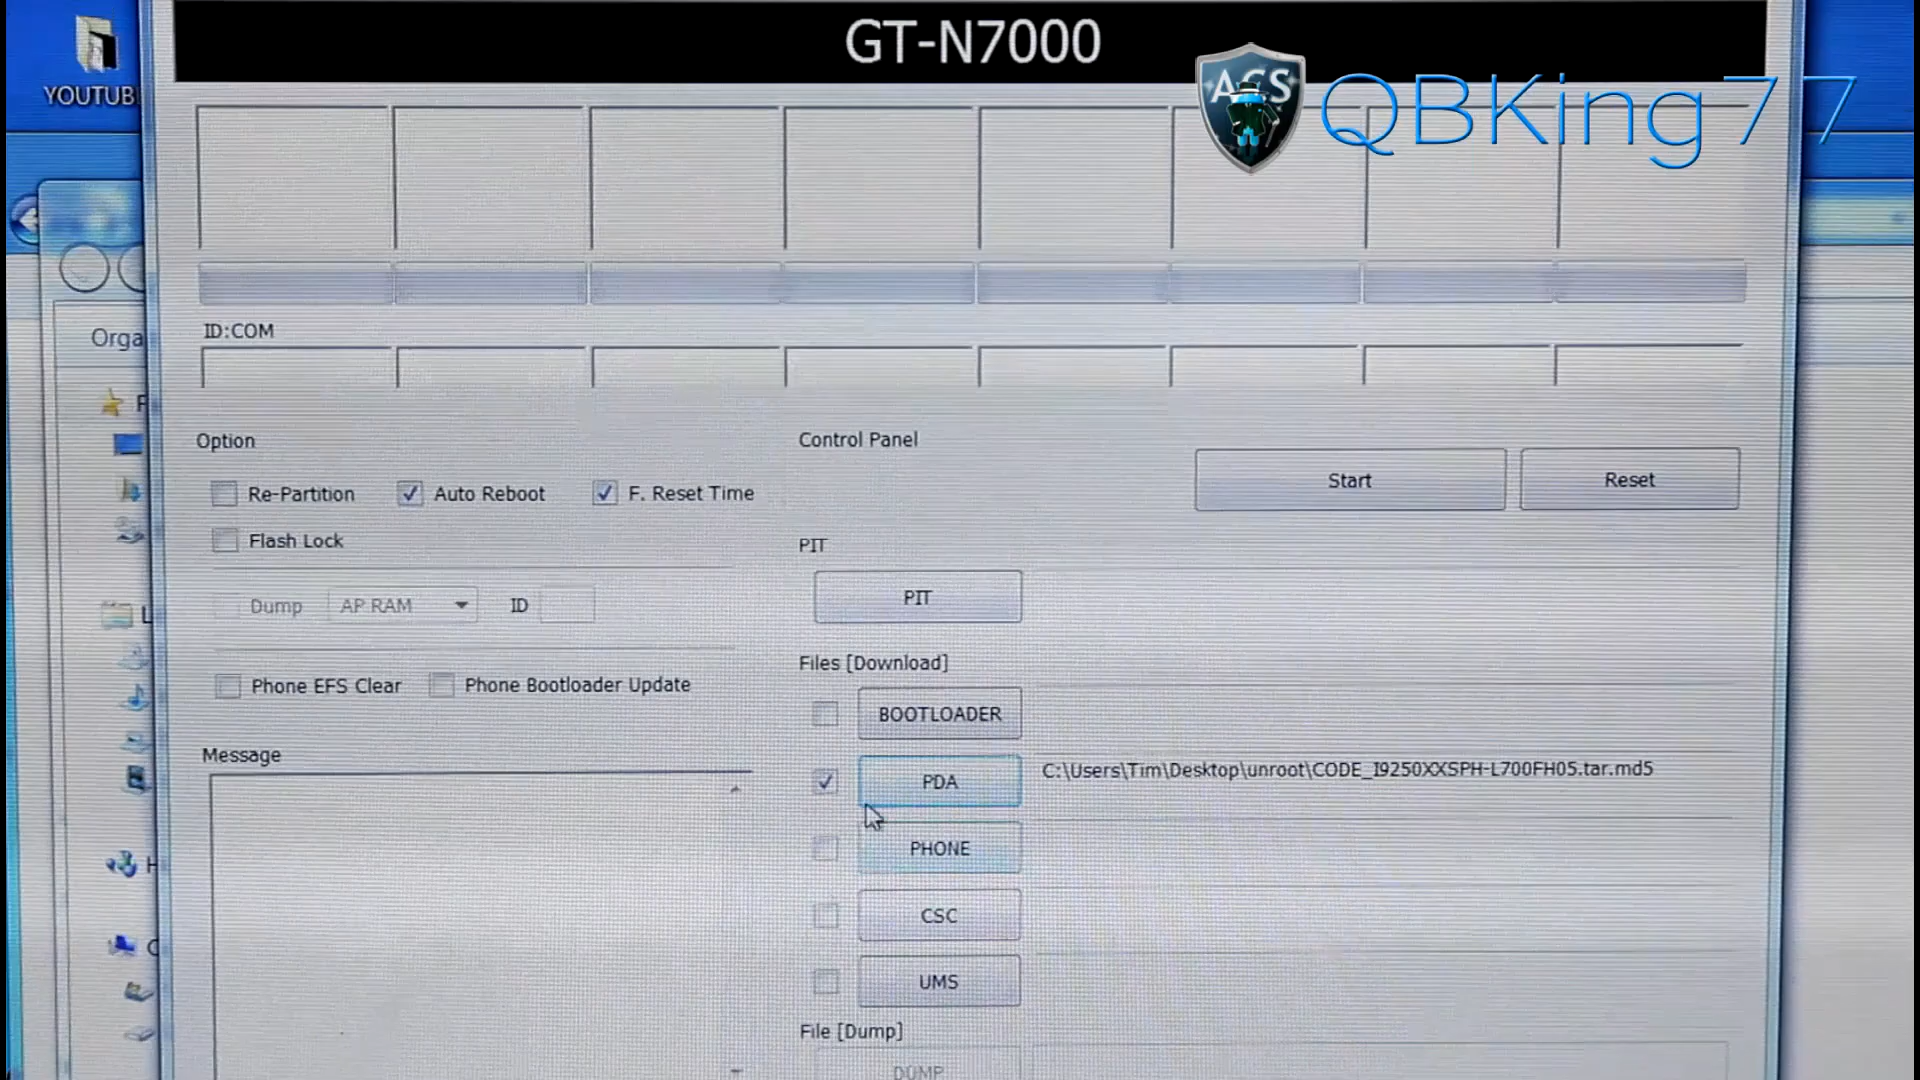 GT-N7000
ACS
QBKing77
YOUTUB
ID:COM
Orga
Option
Control Panel
Start
Reset
Re-Partition
Auto Reboot
F. Reset Time
Flash Lock
PIT
PIT
Dump
AP RAM
ID
Files [Download]
Phone EFS Clear
Phone Bootloader Update
BOOTLOADER
Message
PDA
C:\Users\Tim\Desktop\unroot\CODE_I9250XXSPH-L700FH05.tar.md5
PHONE
CSC
UMS
File [Dump]
DUMP